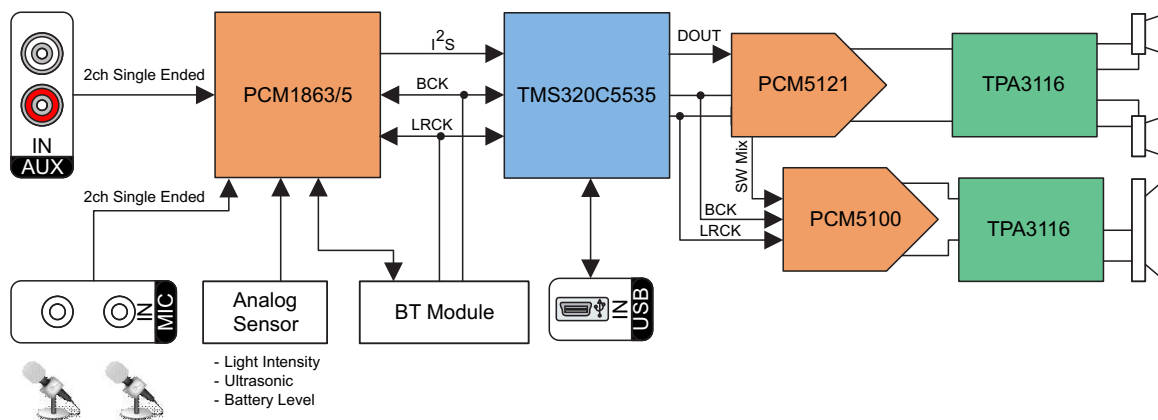 2ch Single Ended
IN
AUX
PCM1863/5
I2S
BCK
LRCK
TMS320C5535
DOUT
PCM5121
TPA3116
SW Mix
BCK
LRCK
PCM5100
TPA3116
2ch Single Ended
IN
MIC
Analog
Sensor
BT Module
IN
USB
- Light Intensity
- Ultrasonic
- Battery Level